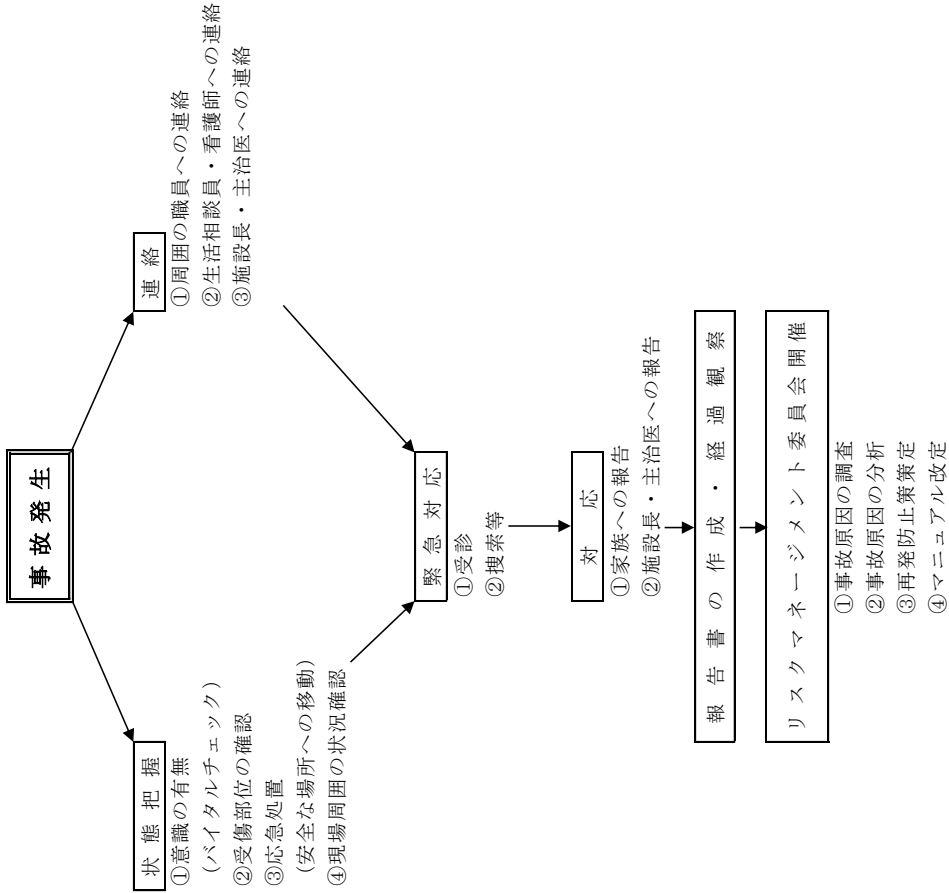 事故発生
状態把握
①意識の有無
(バイタルチェック)
②受傷部位の確認
③応急処置
(安全な場所への移動)
④現場周囲の状況確認
連絡
①周囲の職員への連絡
②生活相談員・看護師への連絡
③施設長・主治医への連絡
緊急対応
①受診
②捜索等
対応
①家族への報告
②施設長・主治医への報告
報告書の作成・経過観察
リスクマネージメント委員会開催
①事故原因の調査
②事故原因の分析
③再発防止策策定
④マニュアル改定